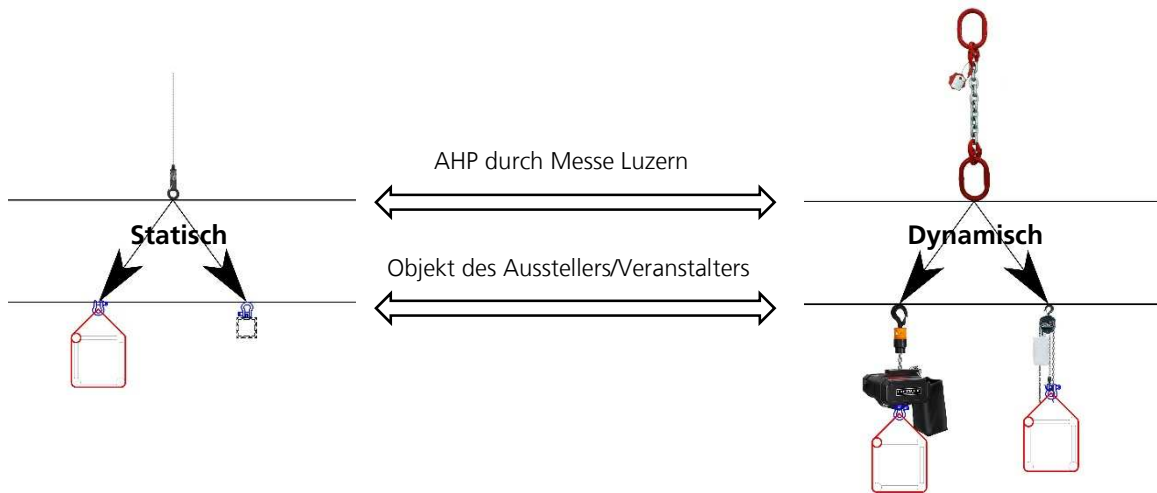 AHP durch Messe Luzern
Statisch
Dynamisch
Objekt des Ausstellers/Veranstalters